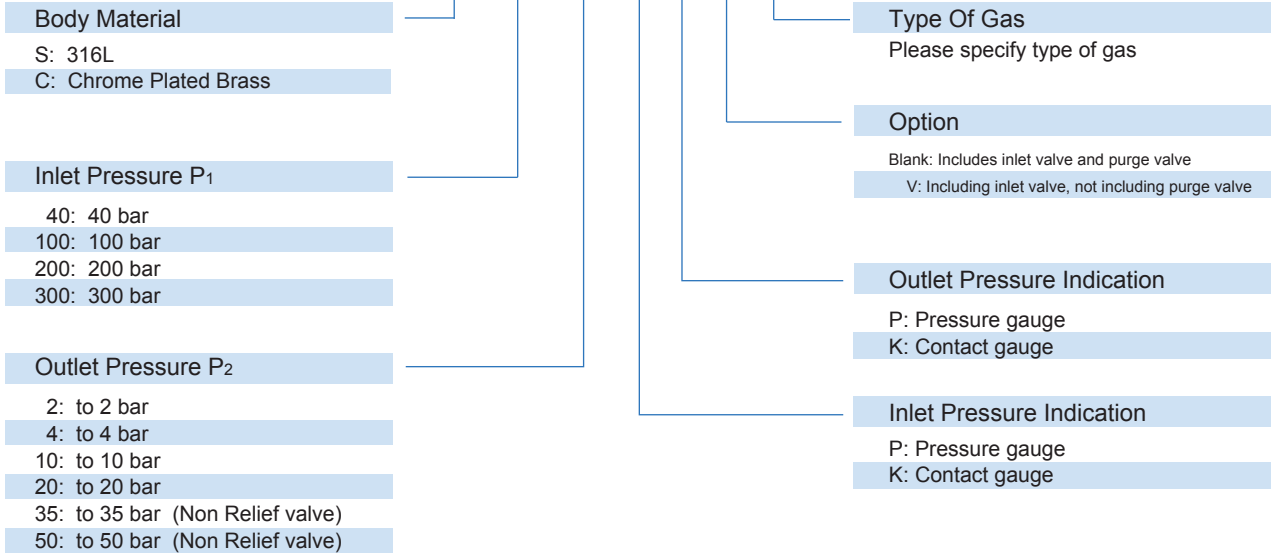 Body Material
S: 316L
C: Chrome Plated Brass
Inlet Pressure P1
40: 40 bar
100: 100 bar
200: 200 bar
300: 300 bar
Outlet Pressure P2
2: to 2 bar
4: to 4 bar
10: to 10 bar
20: to 20 bar
35: to 35 bar (Non Relief valve)
50: to 50 bar (Non Relief valve)
Type Of Gas
Please specify type of gas
Option
Blank: Includes inlet valve and purge valve
V: Including inlet valve, not including purge valve
Outlet Pressure Indication
P: Pressure gauge
K: Contact gauge
Inlet Pressure Indication
P: Pressure gauge
K: Contact gauge